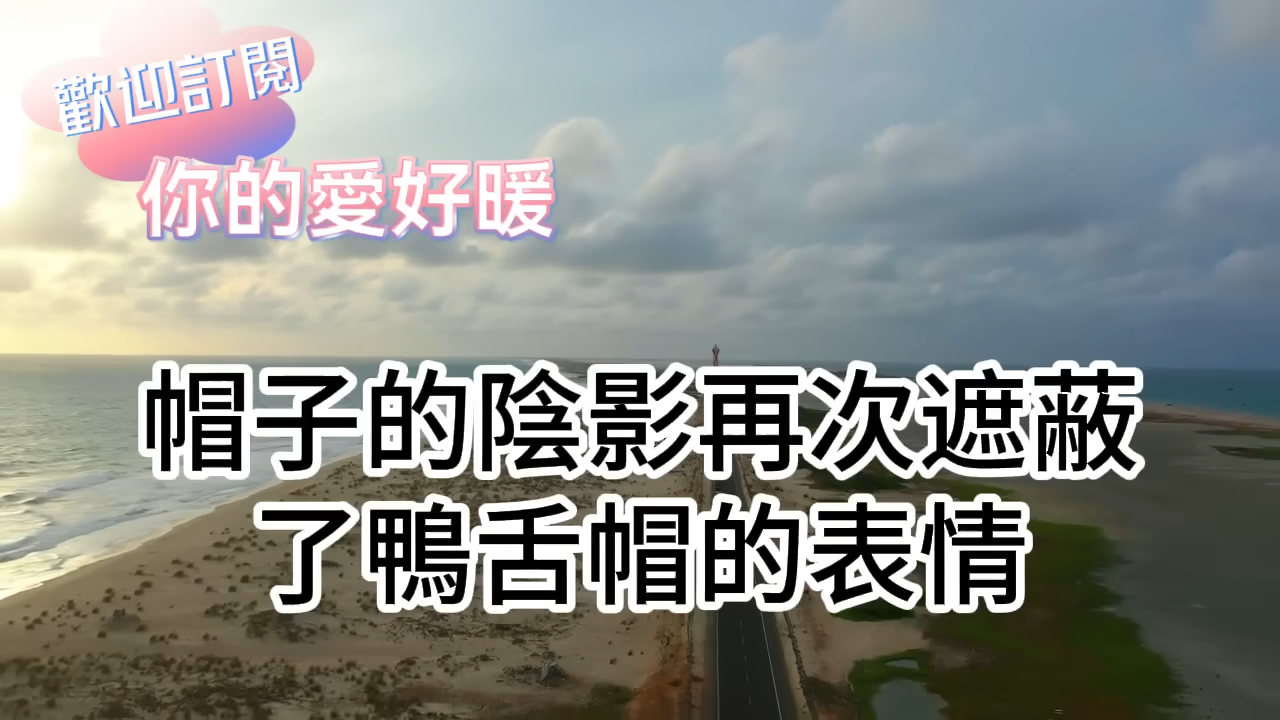 歡迎訂閱
你的愛好暖
帽子的陰影再次遮蔽
了鴨舌帽的表情